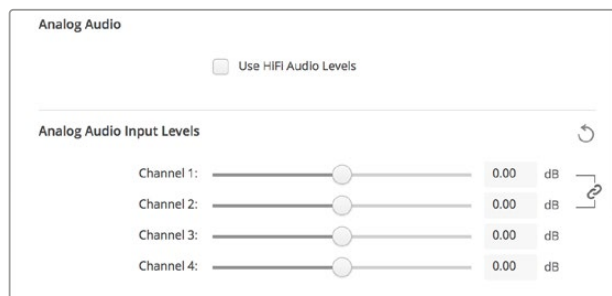 Analog Audio
Use HiFi Audio Levels
Analog Audio Input Levels
Channel 1: 0.00 dB
Channel 2: 0.00 dB
Channel 3: 0.00 dB
Channel 4: 0.00 dB